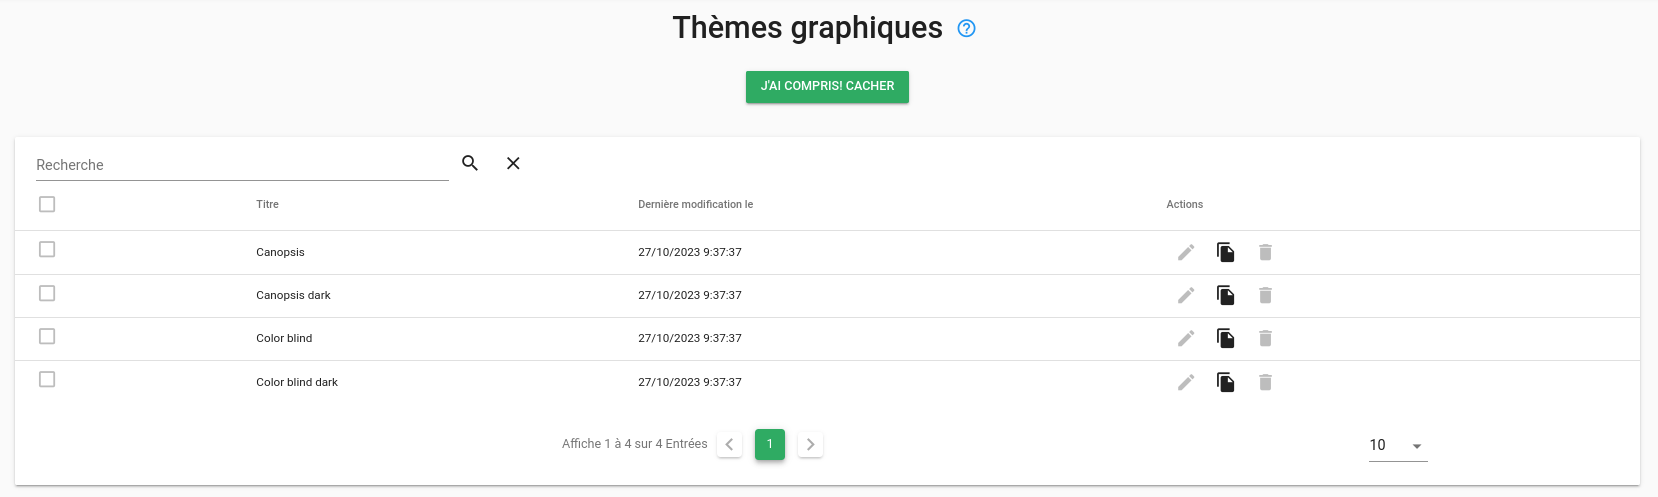 Thèmes graphiques
J'AI COMPRIS! CACHER
Recherche
Titre Dernière modification le Actions
Canopsis 27/10/2023 9:37:37
Canopsis dark 27/10/2023 9:37:37
Color blind 27/10/2023 9:37:37
Color blind dark 27/10/2023 9:37:37
Affiche 1 à 4 sur 4 Entrées 1 10